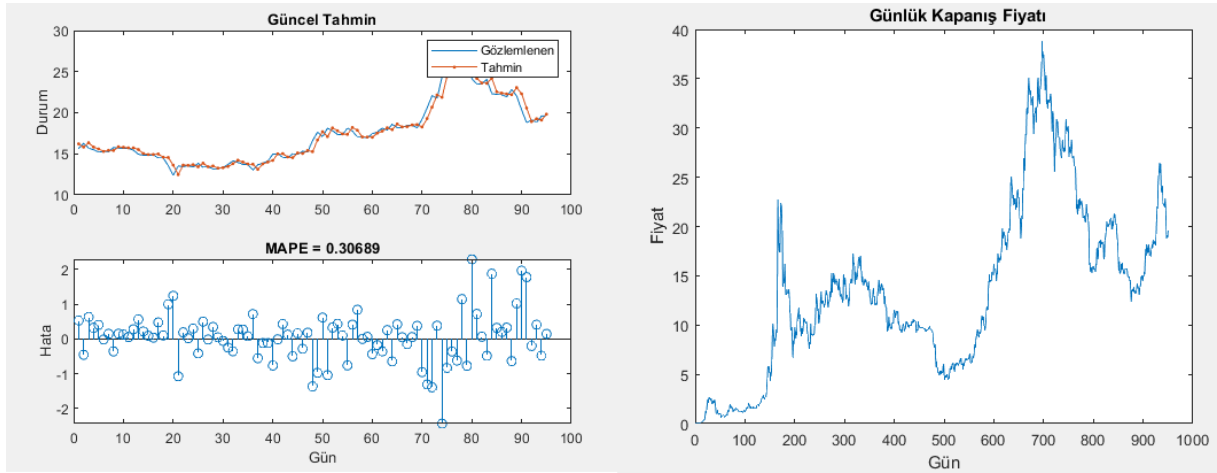 Güncel Tahmin
30
25
20
15
10
Durum
Gözlemlenen
Tahmin
0 10 20 30 40 50 60 70 80 90 100
MAPE = 0.30689
2
1
0
-1
-2
Hata
0 10 20 30 40 50 60 70 80 90 100
Gün
Günlük Kapanış Fiyatı
40
35
30
25
20
15
10
5
0
Fiyat
0 100 200 300 400 500 600 700 800 900 1000
Gün